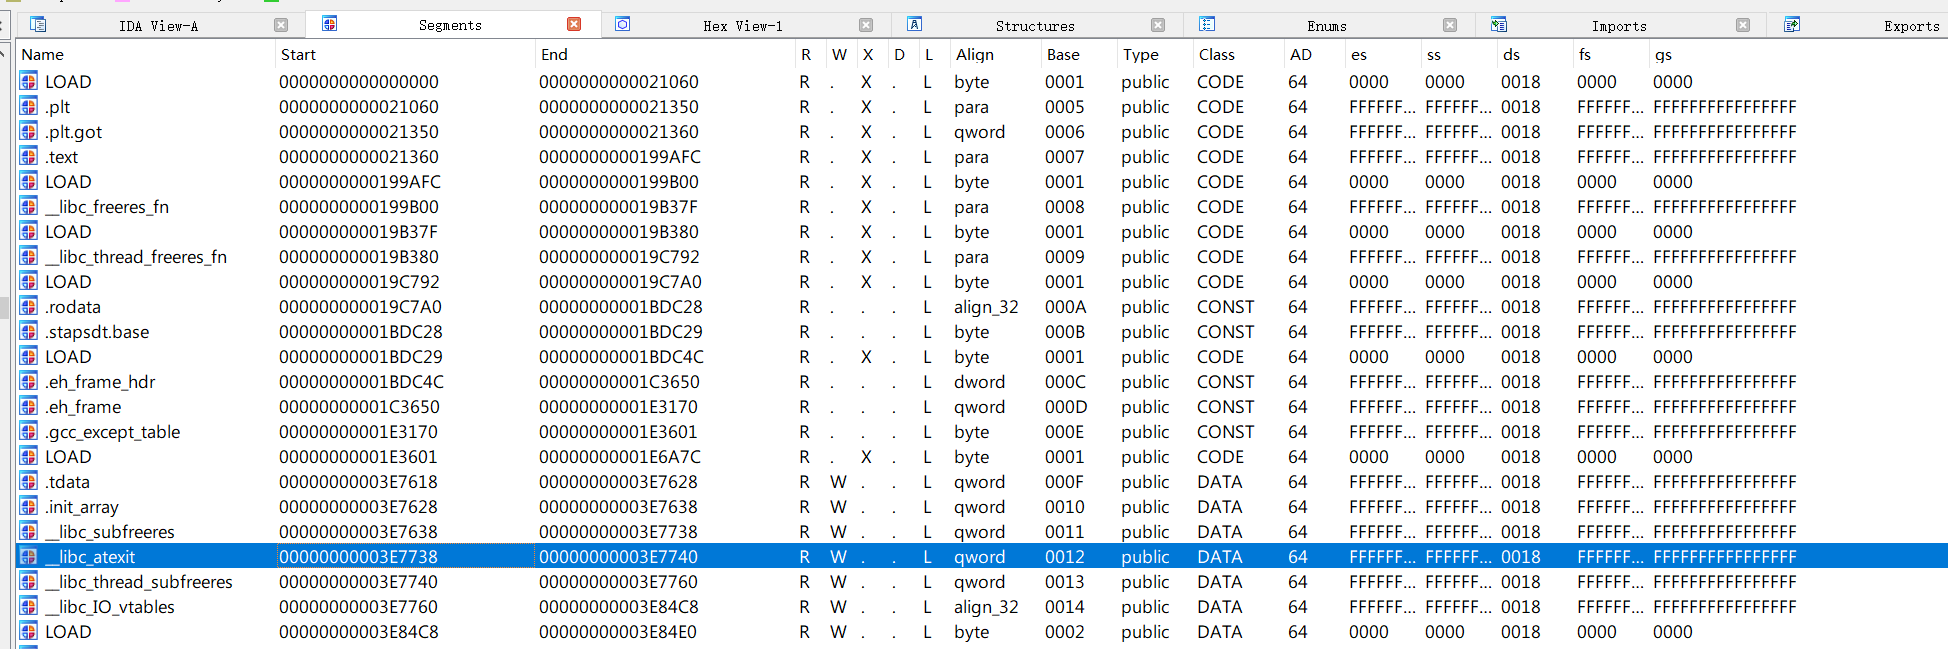 IDA View-A Segments Hex View-1 Structures Enums Imports Exports
Name Start End R W X D L Align Base Type Class AD es ss ds fs gs
LOAD 0000000000000000 0000000000021060 R . X . L byte 0001 public CODE 64 0000 0000 0018 0000 0000
.plt 0000000000021060 0000000000021350 R . X . L para 0005 public CODE 64 FFFFFF... FFFFFF... 0018 FFFFFF... FFFFFFFFFFFFFFFF
.plt.got 0000000000021350 0000000000021360 R . X . L qword 0006 public CODE 64 FFFFFF... FFFFFF... 0018 FFFFFF... FFFFFFFFFFFFFFFF
.text 0000000000021360 0000000000199AFC R . X . L para 0007 public CODE 64 FFFFFF... FFFFFF... 0018 FFFFFF... FFFFFFFFFFFFFFFF
LOAD 0000000000199AFC 0000000000199B00 R . X . L byte 0001 public CODE 64 0000 0000 0018 0000 0000
__libc_freeres_fn 0000000000199B00 000000000019B37F R . X . L para 0008 public CODE 64 FFFFFF... FFFFFF... 0018 FFFFFF... FFFFFFFFFFFFFFFF
LOAD 000000000019B37F 000000000019B380 R . X . L byte 0001 public CODE 64 0000 0000 0018 0000 0000
__libc_thread_freeres_fn 000000000019B380 000000000019C792 R . X . L para 0009 public CODE 64 FFFFFF... FFFFFF... 0018 FFFFFF... FFFFFFFFFFFFFFFF
LOAD 000000000019C792 000000000019C7A0 R . X . L byte 0001 public CODE 64 0000 0000 0018 0000 0000
.rodata 000000000019C7A0 00000000001BDC28 R . . . L align_32 000A public CONST 64 FFFFFF... FFFFFF... 0018 FFFFFF... FFFFFFFFFFFFFFFF
.stapsdt.base 00000000001BDC28 00000000001BDC29 R . . . L byte 000B public CONST 64 FFFFFF... FFFFFF... 0018 FFFFFF... FFFFFFFFFFFFFFFF
LOAD 00000000001BDC29 00000000001BDC4C R . X . L byte 0001 public CODE 64 0000 0000 0018 0000 0000
.eh_frame_hdr 00000000001BDC4C 00000000001C3650 R . . . L dword 000C public CONST 64 FFFFFF... FFFFFF... 0018 FFFFFF... FFFFFFFFFFFFFFFF
.eh_frame 00000000001C3650 00000000001E3170 R . . . L qword 000D public CONST 64 FFFFFF... FFFFFF... 0018 FFFFFF... FFFFFFFFFFFFFFFF
.gcc_except_table 00000000001E3170 00000000001E3601 R . . . L byte 000E public CONST 64 FFFFFF... FFFFFF... 0018 FFFFFF... FFFFFFFFFFFFFFFF
LOAD 00000000001E3601 00000000001E6A7C R . X . L byte 0001 public CODE 64 0000 0000 0018 0000 0000
.tdata 00000000003E7618 00000000003E7628 R W . . L qword 000F public DATA 64 FFFFFF... FFFFFF... 0018 FFFFFF... FFFFFFFFFFFFFFFF
.init_array 00000000003E7628 00000000003E7638 R W . . L qword 0010 public DATA 64 FFFFFF... FFFFFF... 0018 FFFFFF... FFFFFFFFFFFFFFFF
__libc_subfreeres 00000000003E7638 00000000003E7738 R W . . L qword 0011 public DATA 64 FFFFFF... FFFFFF... 0018 FFFFFF... FFFFFFFFFFFFFFFF
__libc_atexit 00000000003E7738 00000000003E7740 R W . . L qword 0012 public DATA 64 FFFFFF... FFFFFF... 0018 FFFFFF... FFFFFFFFFFFFFFFF
__libc_thread_subfreeres 00000000003E7740 00000000003E7760 R W . . L qword 0013 public DATA 64 FFFFFF... FFFFFF... 0018 FFFFFF... FFFFFFFFFFFFFFFF
__libc_IO_vtables 00000000003E7760 00000000003E84C8 R W . . L align_32 0014 public DATA 64 FFFFFF... FFFFFF... 0018 FFFFFF... FFFFFFFFFFFFFFFF
LOAD 00000000003E84C8 00000000003E84E0 R W . . L byte 0002 public DATA 64 0000 0000 0018 0000 0000